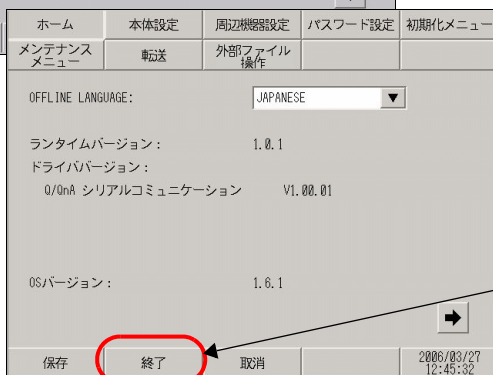 ホーム 本体設定 周辺機器設定 パスワード設定 初期化メニュー
メンテナンス
メニュー 転送 外部ファイル
操作
OFFLINE LANGUAGE: JAPANESE
ランタイムバージョン: 1.0.1
ドライババージョン:
Q/QnA シリアルコミュニケーション V1.00.01
OSバージョン: 1.6.1
保存 終了 取消 2006/03/27
12:45:32